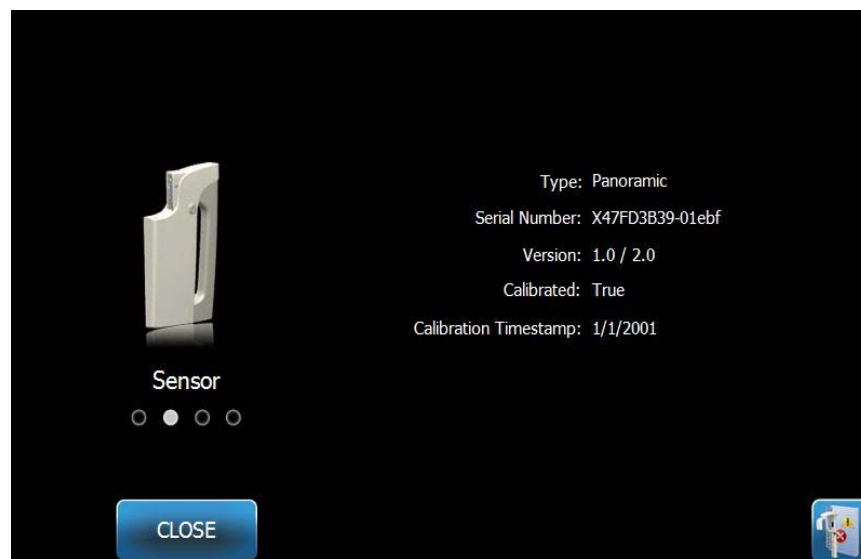 Type: Panoramic
Serial Number: X47FD3B39-01ebf
Version: 1.0 / 2.0
Calibrated: True
Calibration Timestamp: 1/1/2001
Sensor
CLOSE